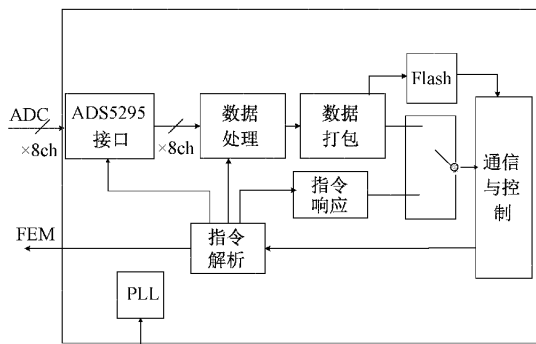 Flash
ADC
×8ch
ADS5295
接口
×8ch
数据
处理
数据
打包
通信
与控
制
指令
响应
FEM
指令
解析
PLL